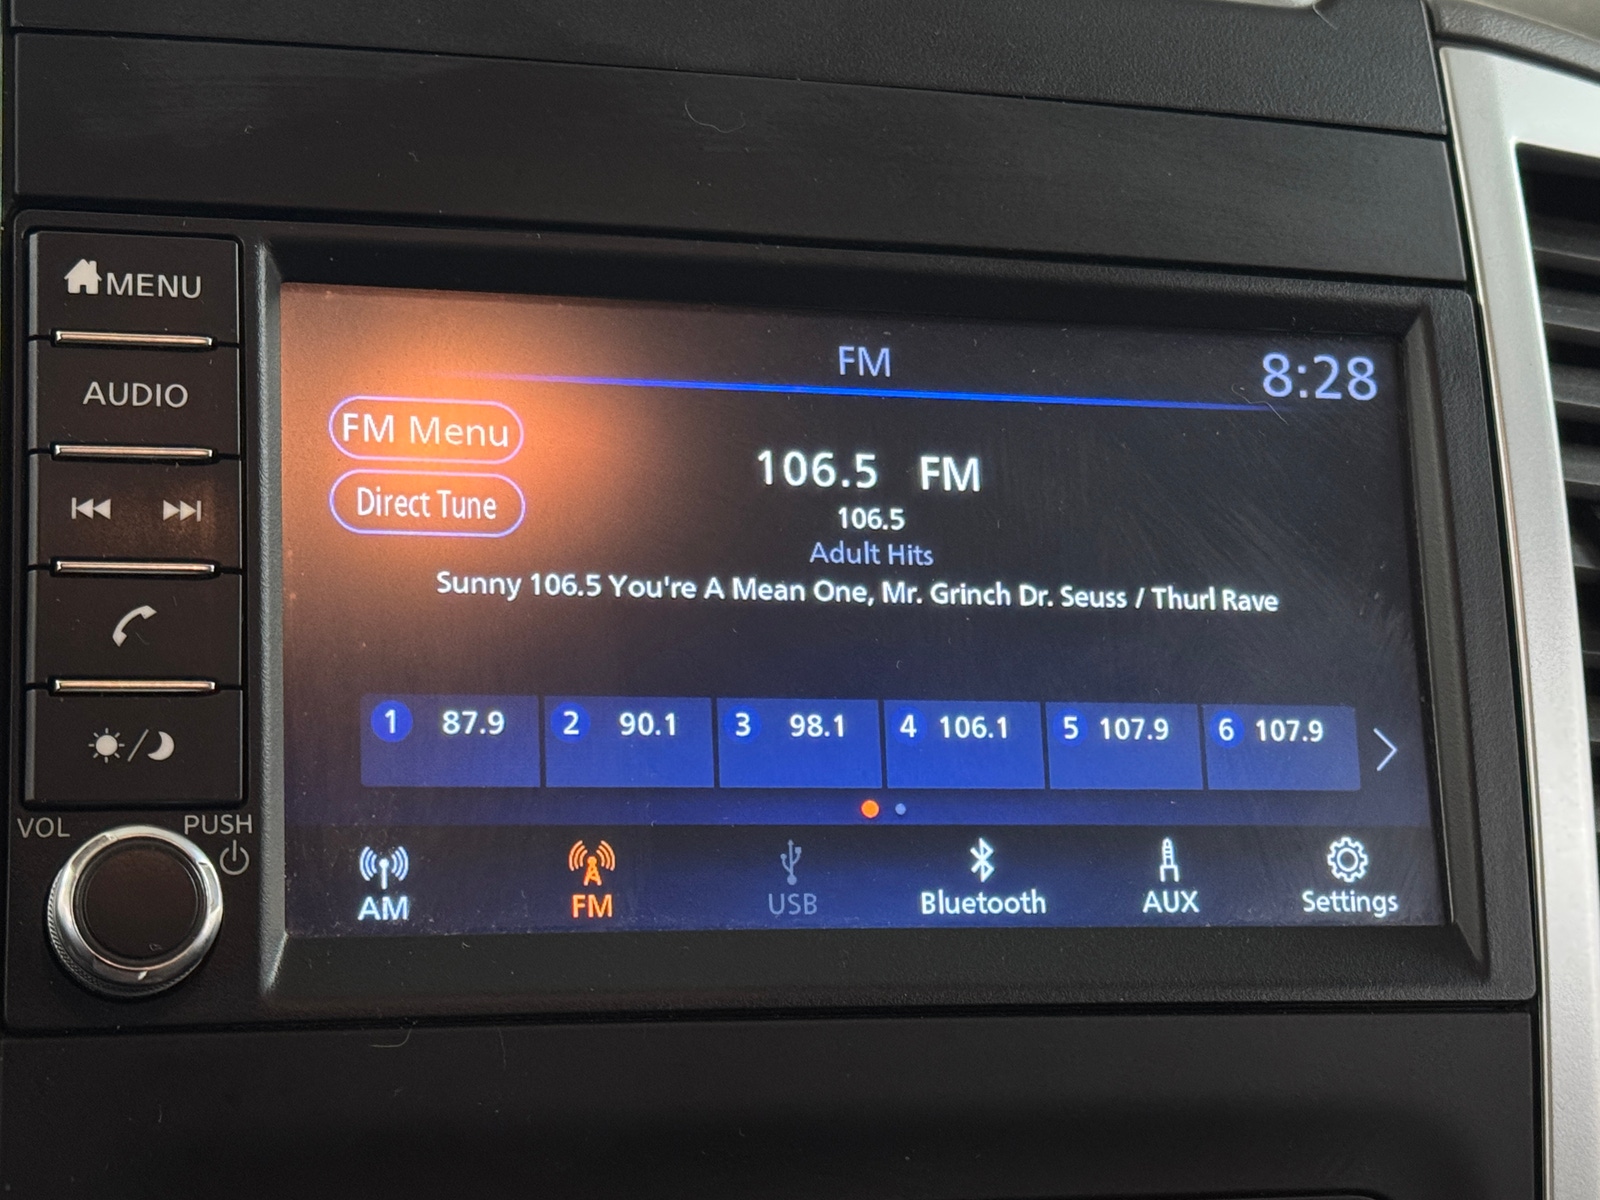 MENU
AUDIO
VOL
PUSH
FM
8:28
FM Menu
Direct Tune
106.5 FM
106.5
Adult Hits
Sunny 106.5 You're A Mean One, Mr. Grinch Dr. Seuss / Thurl Rave
1 87.9
2 90.1
3 98.1
4 106.1
5 107.9
6 107.9
AM
FM
USB
Bluetooth
AUX
Settings